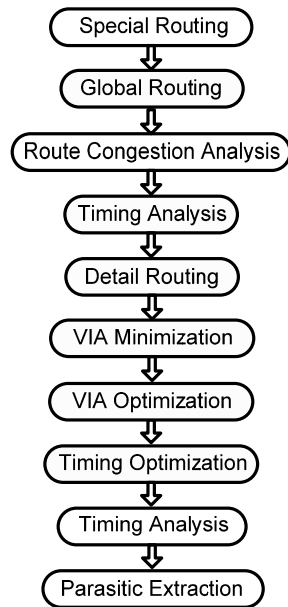 Special Routing
Global Routing
Route Congestion Analysis
Timing Analysis
Detail Routing
VIA Minimization
VIA Optimization
Timing Optimization
Timing Analysis
Parasitic Extraction